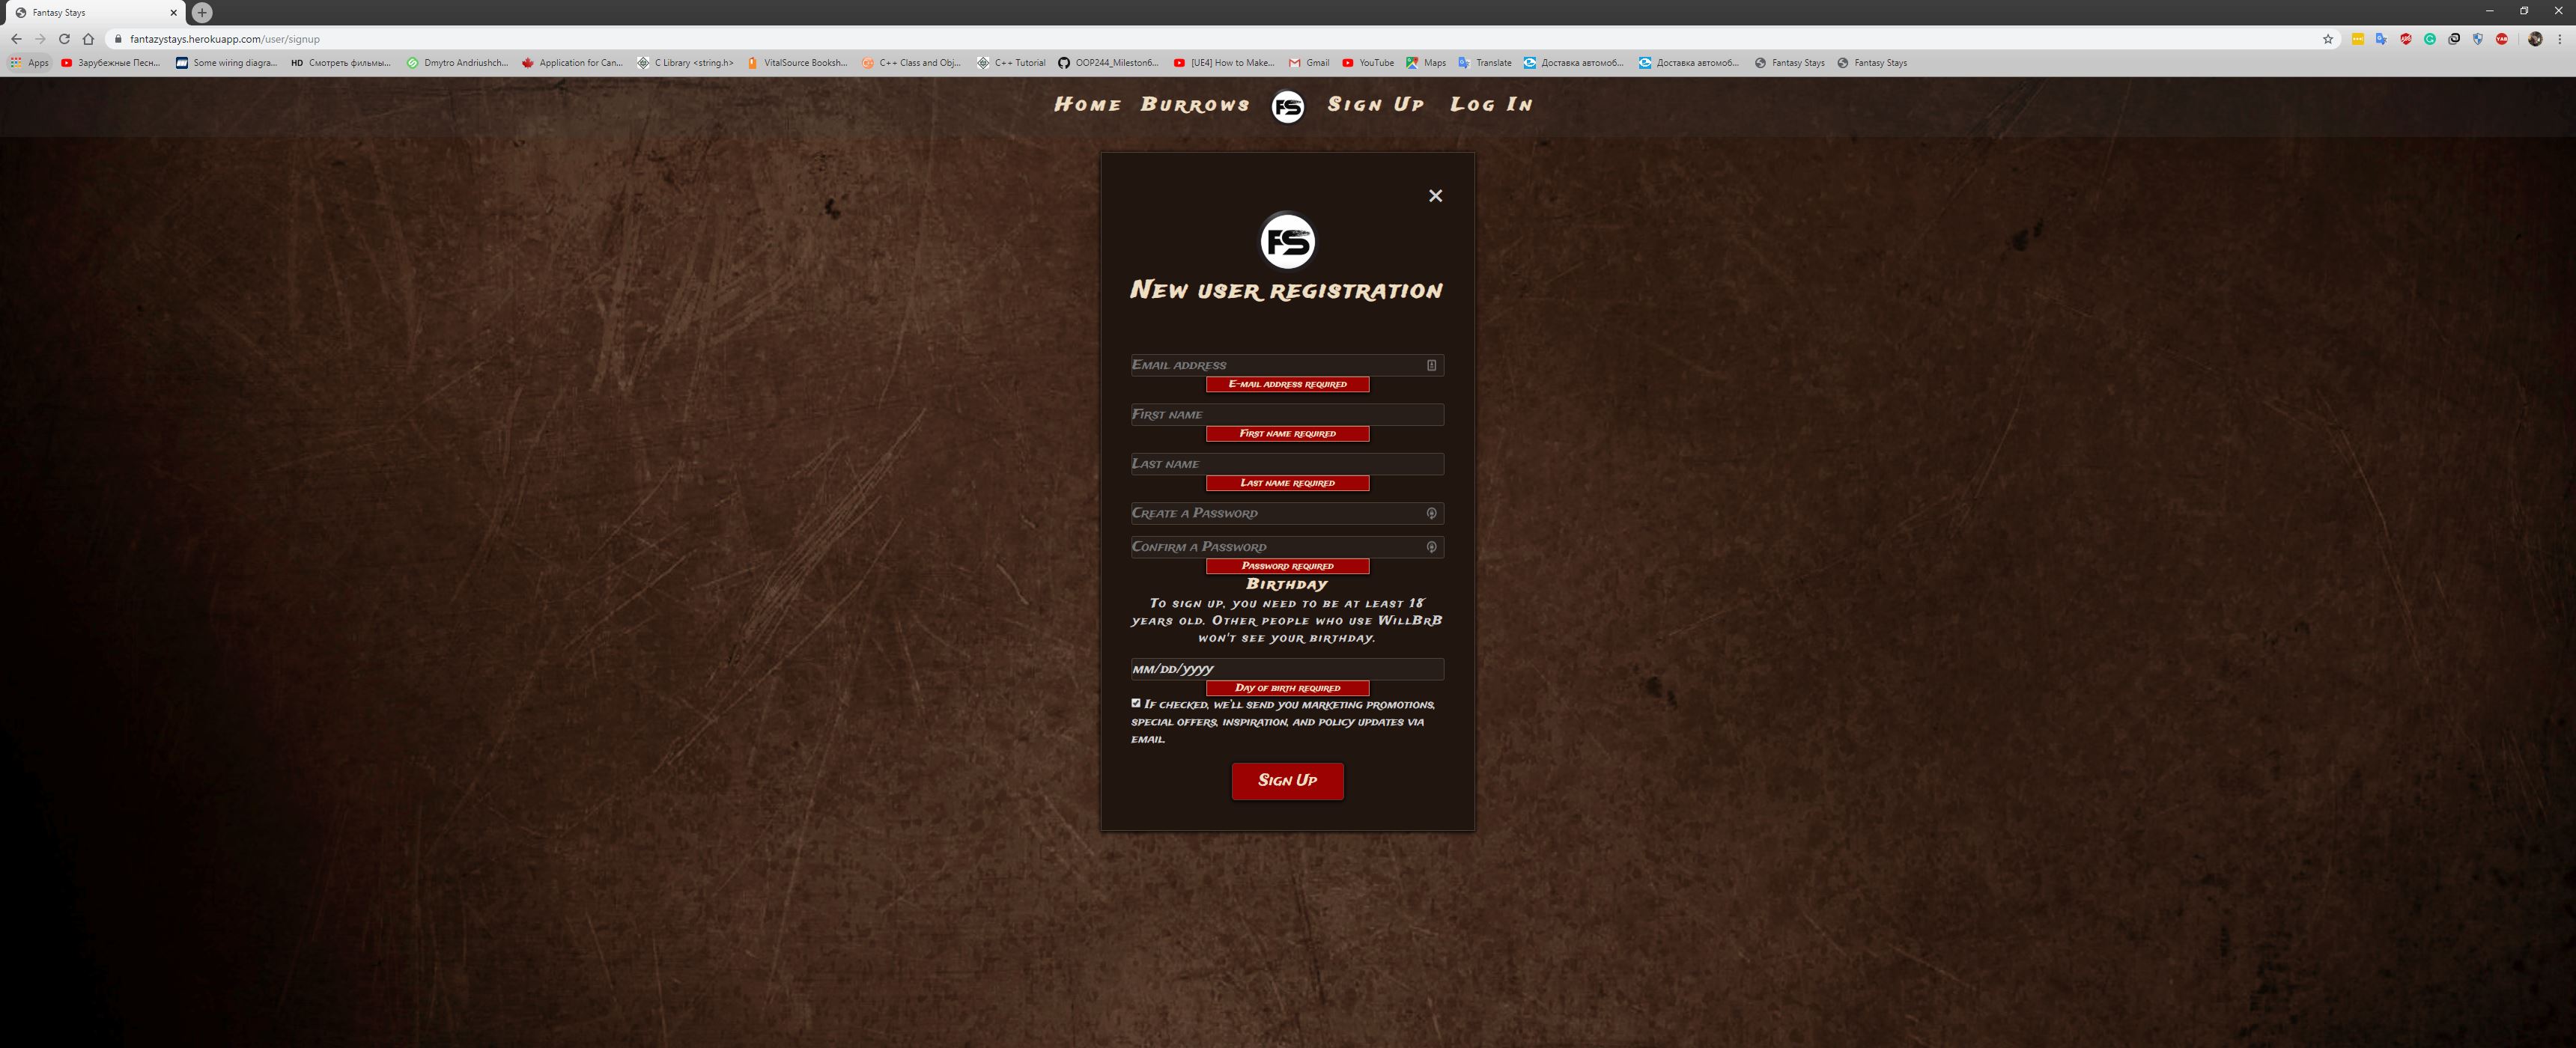 Fantasy Stays
fantazystays.herokuapp.com/user/signup
Apps Зарубежные Песн... Some wiring diagra... HD Смотреть фильмы... Dmytro Andriushch... Application for Can... C Library <string.h> VitalSource Booksh... C++ Class and Obj... C++ Tutorial OOP244_Milestone6... [UE4] How to Make... Gmail YouTube Maps Translate Доставка автомоб... Доставка автомоб... Fantasy Stays Fantasy Stays
Home Burrows FS Sign Up Log In
FS
New user registration
Email address
E-mail address required
First name
First name required
Last name
Last name required
Create a Password
Confirm a Password
Password required
Birthday
To sign up, you need to be at least 18
years old. Other people who use WillBrB
won't see your birthday.
mm/dd/yyyy
Day of birth required
If checked, we'll send you marketing promotions,
special offers, inspiration, and policy updates via
email.
Sign Up